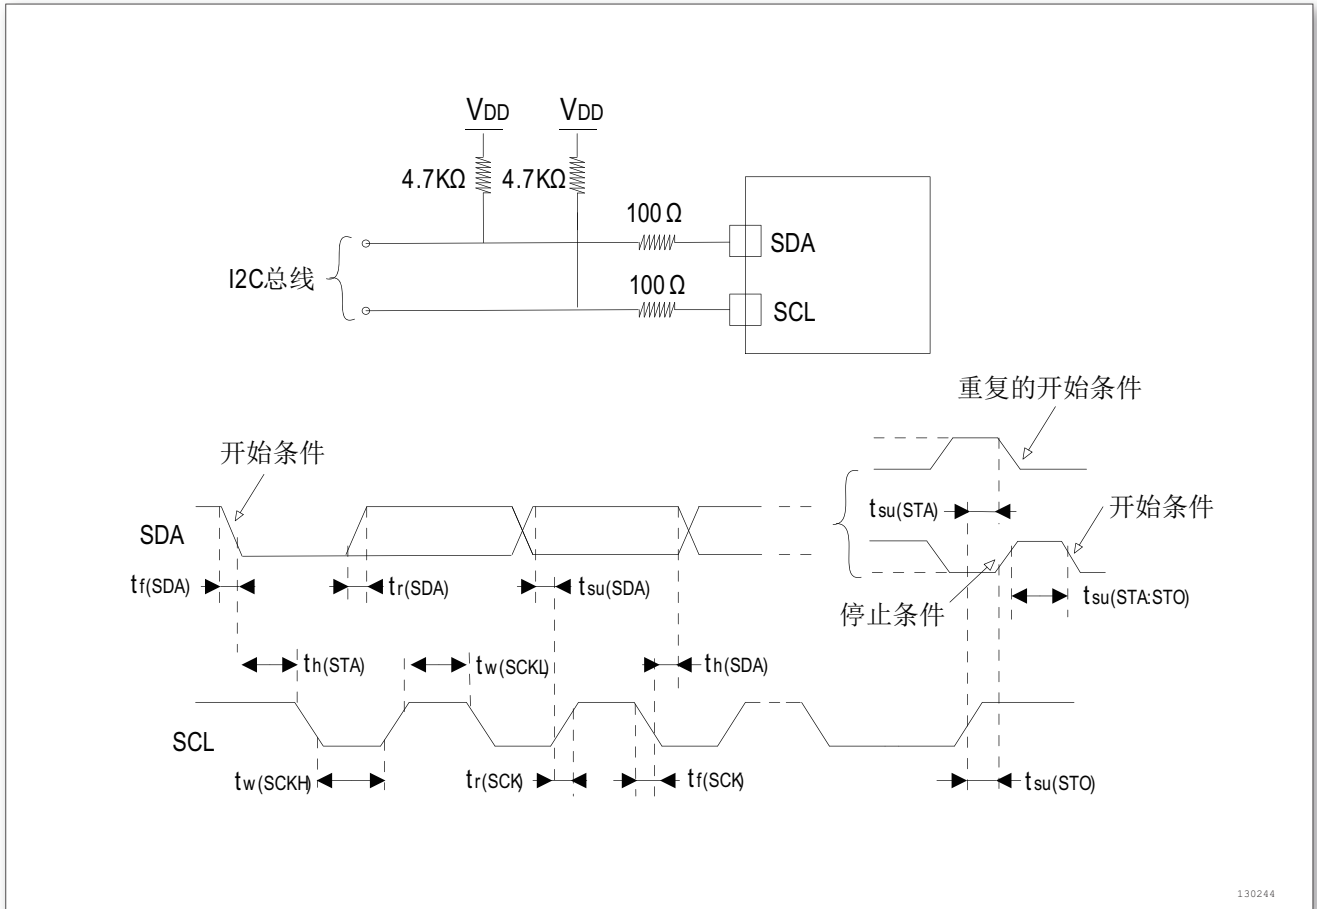 VDD VDD
4.7KΩ 4.7KΩ
100 Ω
SDA
I2C总线
100 Ω
SCL
重复的开始条件
开始条件
tsu(STA)
开始条件
SDA
tf(SDA)
tr(SDA)
tsu(SDA)
tsu(STA:STO)
停止条件
th(STA)
tw(SCKL)
th(SDA)
SCL
tw(SCKH)
tr(SCK)
tf(SCK)
tsu(STO)
130244